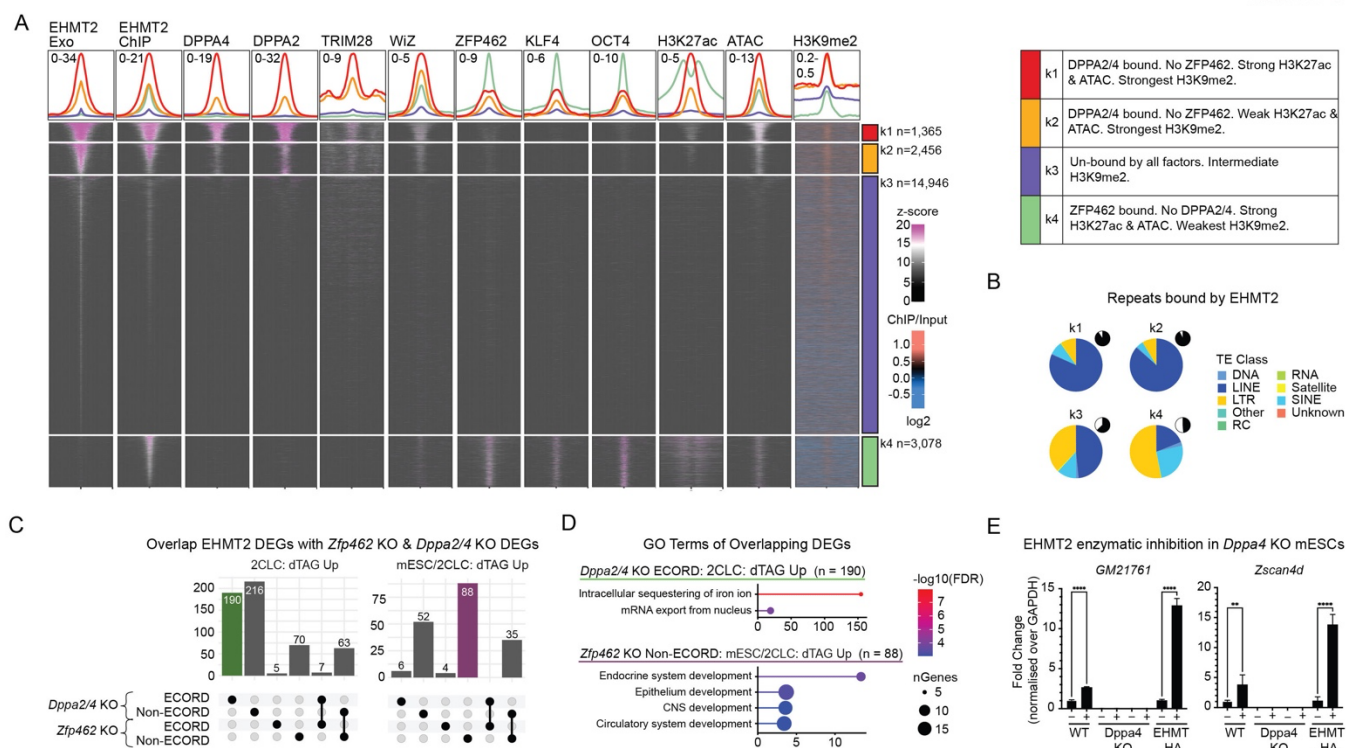 A
EHMT2 Exo
EHMT2 ChIP
DPPA4
DPPA2
TRIM28
WiZ
ZFP462
KLF4
OCT4
H3K27ac
ATAC
H3K9me2
0-34
0-21
0-19
0-32
0-9
0-5
0-9
0-6
0-10
0-5
0-13
0.2-
0.5
k1 n=1,365
k2 n=2,456
k3 n=14,946
z-score
20
15
10
5
0
ChIP/Input
1.0
0.5
0.0
-0.5
log2
k4 n=3,078
k1
DPPA2/4 bound. No ZFP462. Strong H3K27ac
& ATAC. Strongest H3K9me2.
k2
DPPA2/4 bound. No ZFP462. Weak H3K27ac &
ATAC. Strongest H3K9me2.
k3
Un-bound by all factors. Intermediate
H3K9me2.
k4
ZFP462 bound. No DPPA2/4. Strong
H3K27ac & ATAC. Weakest H3K9me2.
B
Repeats bound by EHMT2
k1
k2
k3
k4
TE Class
DNA
RNA
LINE
Satellite
LTR
SINE
Other
Unknown
RC
C
Overlap EHMT2 DEGs with Zfp462 KO & Dppa2/4 KO DEGs
2CLC: dTAG Up
200
150
100
50
0
190
216
5
70
7
63
mESC/2CLC: dTAG Up
75
50
25
0
6
52
4
88
8
35
Dppa2/4 KO
ECORD
Non-ECORD
Zfp462 KO
ECORD
Non-ECORD
D
GO Terms of Overlapping DEGs
Dppa2/4 KO ECORD: 2CLC: dTAG Up (n = 190)
Intracellular sequestering of iron ion
mRNA export from nucleus
0 50 100 150
Zfp462 KO Non-ECORD: mESC/2CLC: dTAG Up (n = 88)
Endocrine system development
Epithelium development
CNS development
Circulatory system development
0 5 10
-log10(FDR)
7
6
5
4
nGenes
5
10
15
E
EHMT2 enzymatic inhibition in Dppa4 KO mESCs
GM21761
Zscan4d
Fold Change
(normalised over GAPDH)
15
10
5
0
****
****
− + − + − + − +
WT
Dppa4
KO
EHMT
HA
20
15
10
5
0
**
****
− + − + − + − +
WT
Dppa4
KO
EHMT
HA